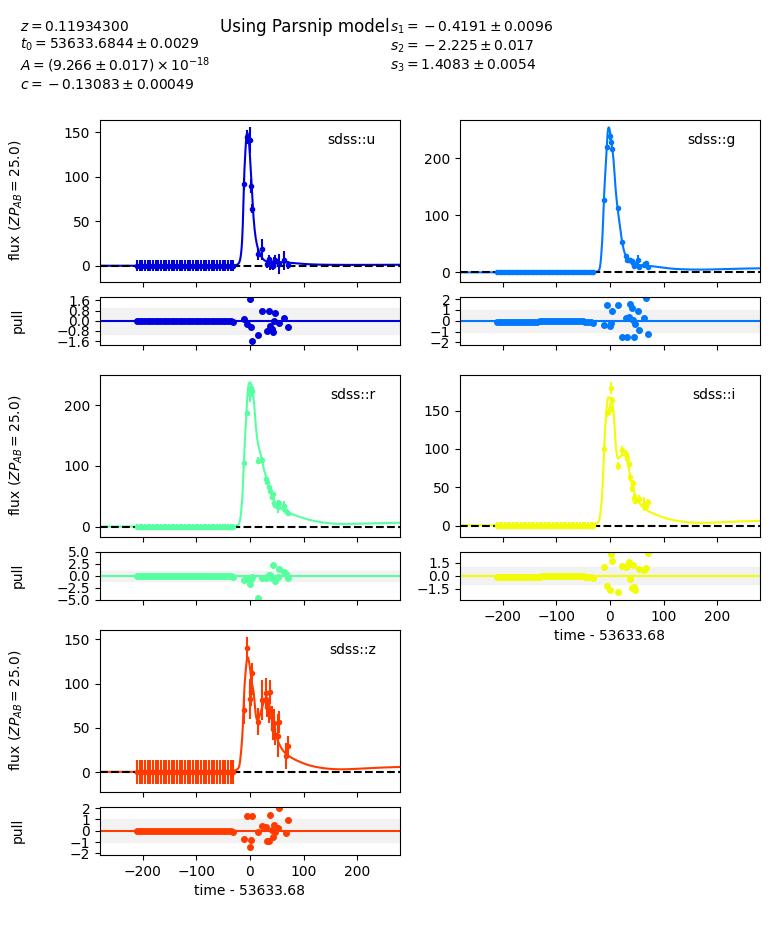 Using Parsnip model
z = 0.11934300
t₀ = 53633.6844 ± 0.0029
A = (9.266 ± 0.017) × 10⁻¹⁸
c = −0.13083 ± 0.00049
s₁ = −0.4191 ± 0.0096
s₂ = −2.225 ± 0.017
s₃ = 1.4083 ± 0.0054
flux (ZP_AB = 25.0)
150
100
50
0
sdss::u
pull
1.6
0.8
0.0
−0.8
−1.6
200
100
0
sdss::g
2
1
0
−1
−2
flux (ZP_AB = 25.0)
200
100
0
sdss::r
pull
5.0
2.5
0.0
−2.5
−5.0
150
100
50
0
sdss::i
1.5
0.0
−1.5
−200 −100 0 100 200
time - 53633.68
flux (ZP_AB = 25.0)
150
100
50
0
sdss::z
pull
2
1
0
−1
−2
−200 −100 0 100 200
time - 53633.68